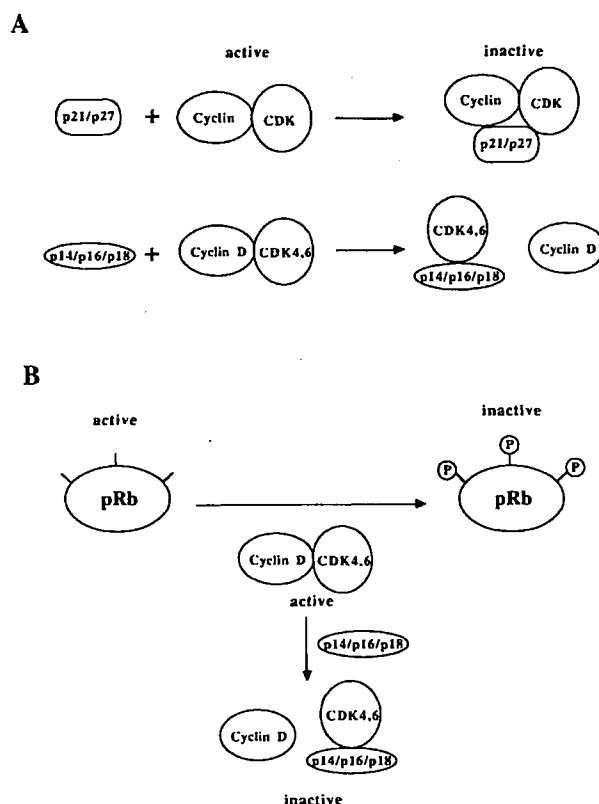 A
active
inactive
p21/p27 + Cyclin CDK
Cyclin CDK
p21/p27
p14/p16/p18 + Cyclin D CDK4,6
CDK4,6
p14/p16/p18
Cyclin D
B
active
inactive
pRb
P P P
pRb
Cyclin D CDK4,6
active
p14/p16/p18
Cyclin D
CDK4,6
p14/p16/p18
inactive